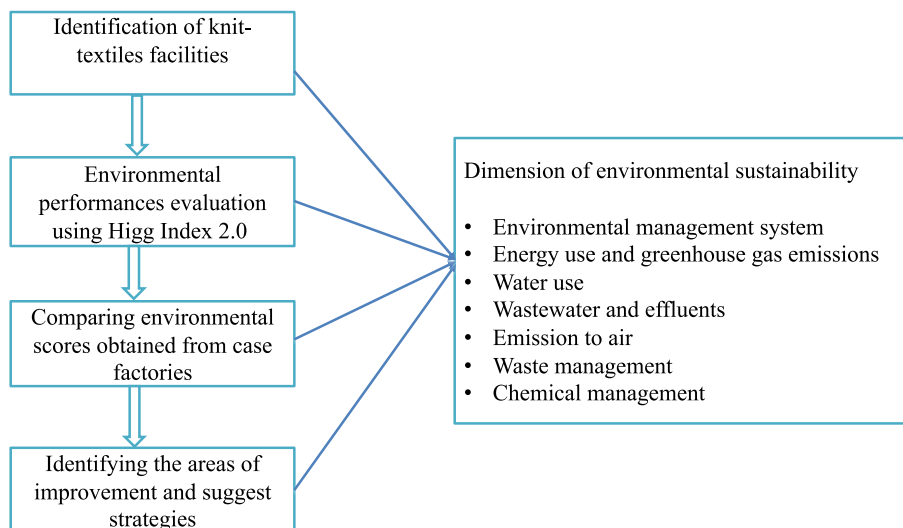 Identification of knit-
textiles facilities
Environmental
performances evaluation
using Higg Index 2.0
Comparing environmental
scores obtained from case
factories
Identifying the areas of
improvement and suggest
strategies
Dimension of environmental sustainability
• Environmental management system
• Energy use and greenhouse gas emissions
• Water use
• Wastewater and effluents
• Emission to air
• Waste management
• Chemical management